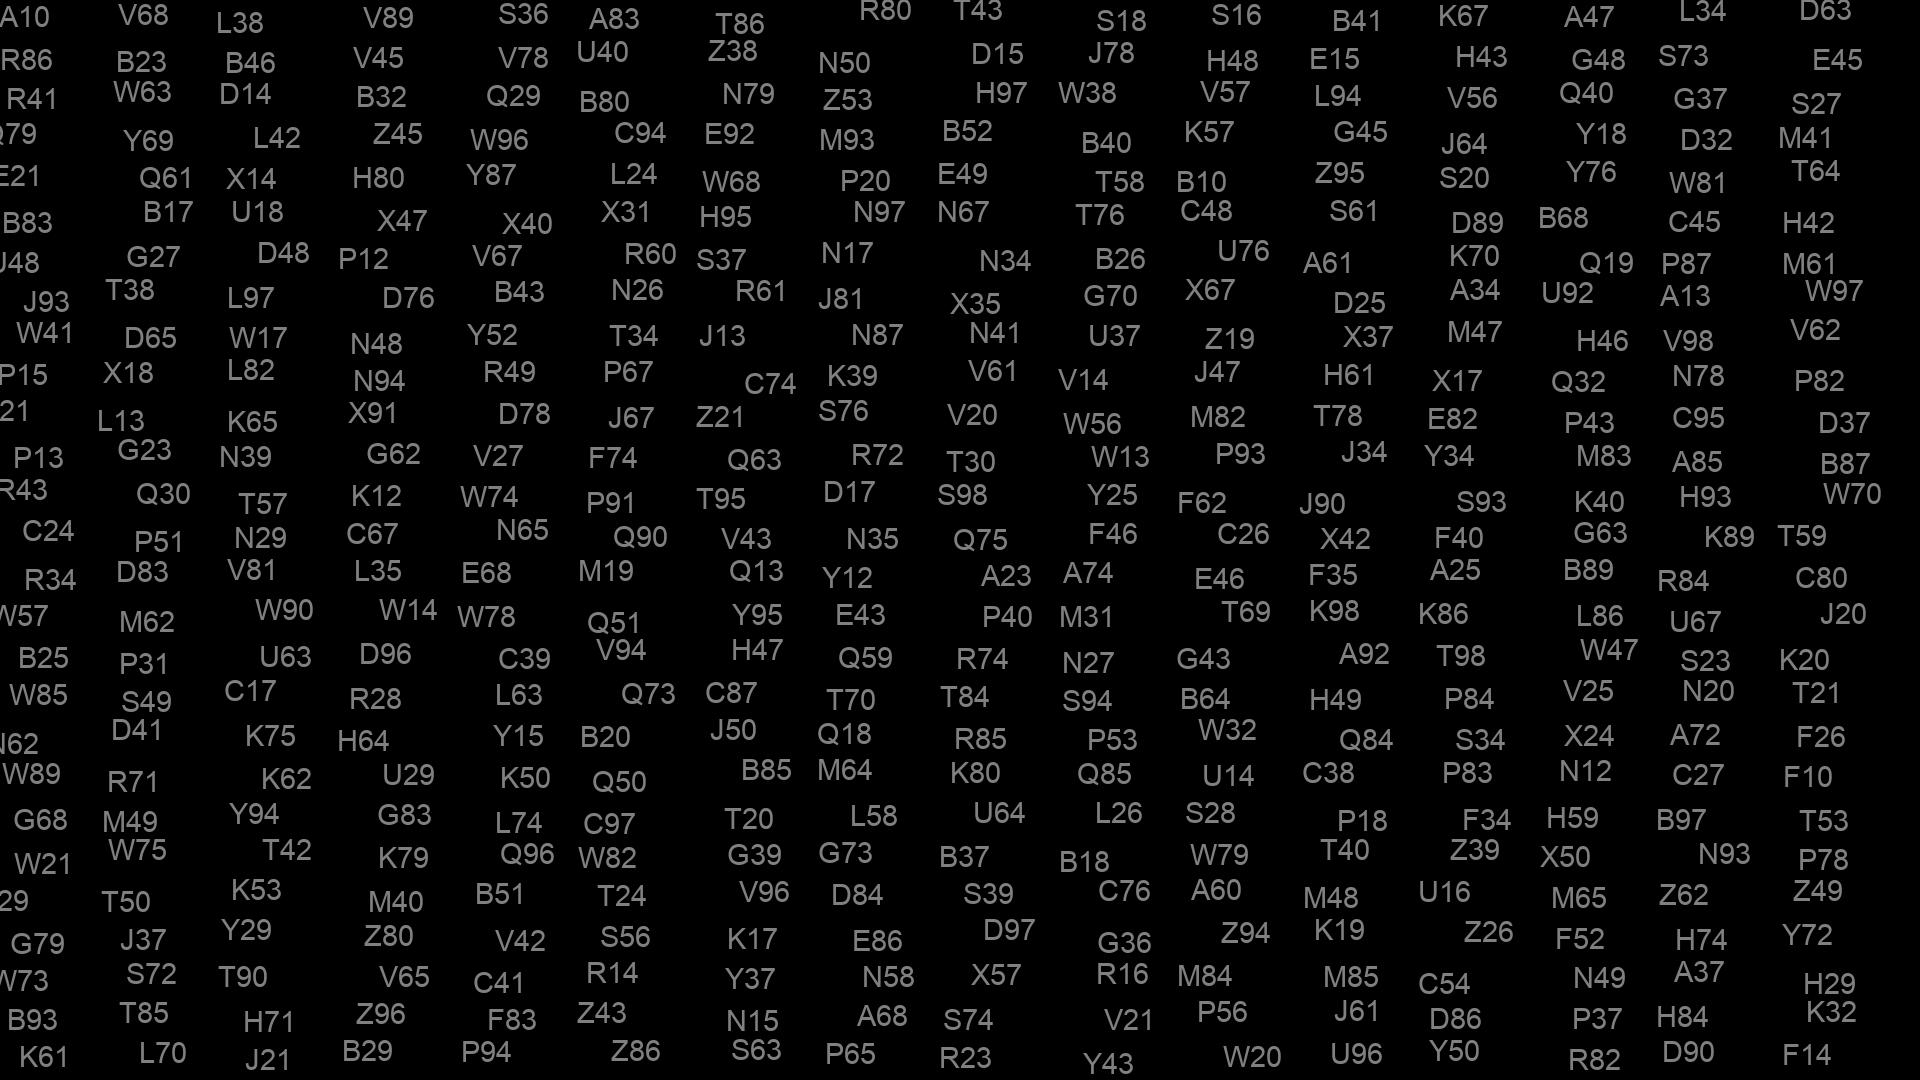 A10 V68 L38 V89 S36 A83 T86 R80 T43 S18 S16 B41 K67 A47 L34 D63
R86 B23 B46 V45 V78 U40 Z38 N50 D15 J78 H48 E15 H43 G48 S73 E45
R41 W63 D14 B32 Q29 B80 N79 Z53 H97 W38 V57 L94 V56 Q40 G37 S27
Q79 Y69 L42 Z45 W96 C94 E92 M93 B52 B40 K57 G45 J64 Y18 D32 M41
E21 Q61 X14 H80 Y87 L24 W68 P20 E49 T58 B10 Z95 S20 Y76 W81 T64
B83 B17 U18 X47 X40 X31 H95 N97 N67 T76 C48 S61 D89 B68 C45 H42
J48 G27 D48 P12 V67 R60 S37 N17 N34 B26 U76 A61 K70 Q19 P87 M61
J93 T38 L97 D76 B43 N26 R61 J81 X35 G70 X67 D25 A34 U92 A13 W97
W41 D65 W17 N48 Y52 T34 J13 N87 N41 U37 Z19 X37 M47 H46 V98 V62
P15 X18 L82 N94 R49 P67 C74 K39 V61 V14 J47 H61 X17 Q32 N78 P82
21 L13 K65 X91 D78 J67 Z21 S76 V20 W56 M82 T78 E82 P43 C95 D37
P13 G23 N39 G62 V27 F74 Q63 R72 T30 W13 P93 J34 Y34 M83 A85 B87
R43 Q30 T57 K12 W74 P91 T95 D17 S98 Y25 F62 J90 S93 K40 H93 W70
C24 P51 N29 C67 N65 Q90 V43 N35 Q75 F46 C26 X42 F40 G63 K89 T59
R34 D83 V81 L35 E68 M19 Q13 Y12 A23 A74 E46 F35 A25 B89 R84 C80
W57 M62 W90 W14 W78 Q51 Y95 E43 P40 M31 T69 K98 K86 L86 U67 J20
B25 P31 U63 D96 C39 V94 H47 Q59 R74 N27 G43 A92 T98 W47 S23 K20
W85 S49 C17 R28 L63 Q73 C87 T70 T84 S94 B64 H49 P84 V25 N20 T21
N62 D41 K75 H64 Y15 B20 J50 Q18 R85 P53 W32 Q84 S34 X24 A72 F26
W89 R71 K62 U29 K50 Q50 B85 M64 K80 Q85 U14 C38 P83 N12 C27 F10
G68 M49 Y94 G83 L74 C97 T20 L58 U64 L26 S28 P18 F34 H59 B97 T53
W21 W75 T42 K79 Q96 W82 G39 G73 B37 B18 W79 T40 Z39 X50 N93 P78
29 T50 K53 M40 B51 T24 V96 D84 S39 C76 A60 M48 U16 M65 Z62 Z49
G79 J37 Y29 Z80 V42 S56 K17 E86 D97 G36 Z94 K19 Z26 F52 H74 Y72
W73 S72 T90 V65 C41 R14 Y37 N58 X57 R16 M84 M85 C54 N49 A37 H29
B93 T85 H71 Z96 F83 Z43 N15 A68 S74 V21 P56 J61 D86 P37 H84 K32
K61 L70 J21 B29 P94 Z86 S63 P65 R23 Y43 W20 U96 Y50 R82 D90 F14